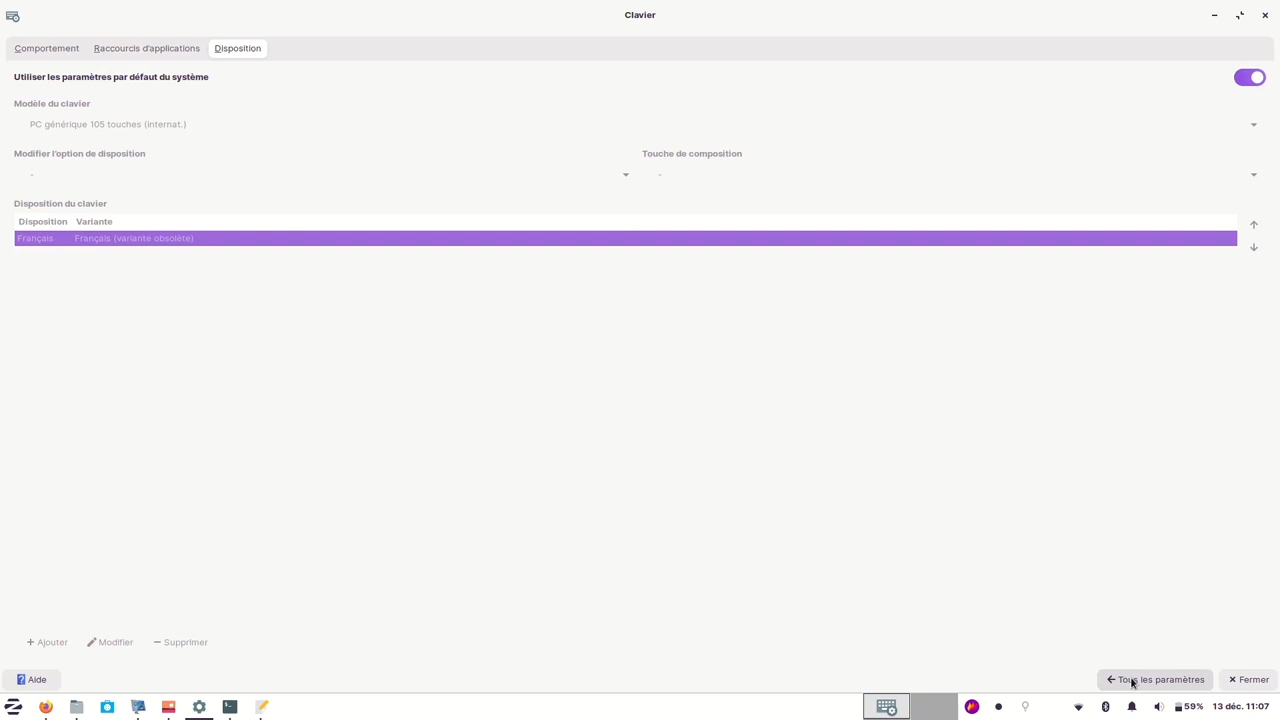 Clavier
Comportement Raccourcis d'applications Disposition
Utiliser les paramètres par défaut du système
Modèle du clavier
PC générique 105 touches (internat.)
Modifier l'option de disposition Touche de composition
- -
Disposition du clavier
Disposition Variante
Français Français (variante obsolète)
Ajouter Modifier Supprimer
? Aide Tous les paramètres Fermer
59% 13 déc. 11:07